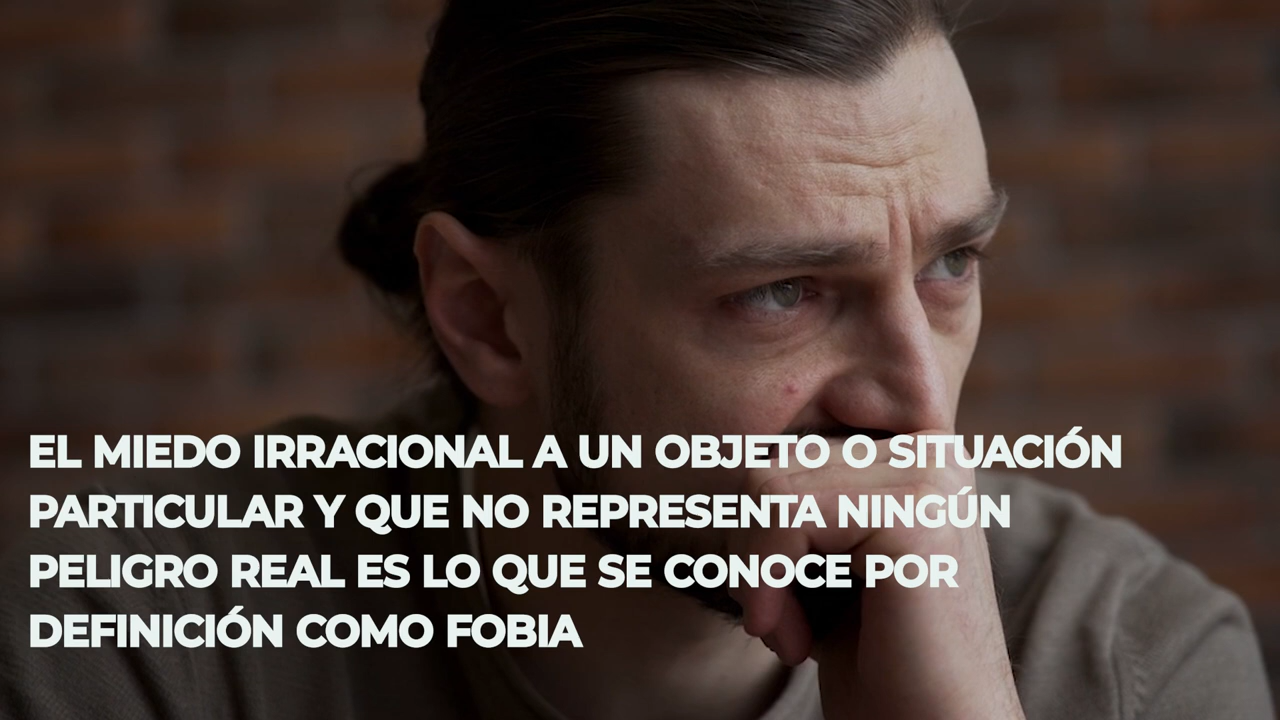 EL MIEDO IRRACIONAL A UN OBJETO O SITUACIÓN
PARTICULAR Y QUE NO REPRESENTA NINGÚN
PELIGRO REAL ES LO QUE SE CONOCE POR
DEFINICIÓN COMO FOBIA